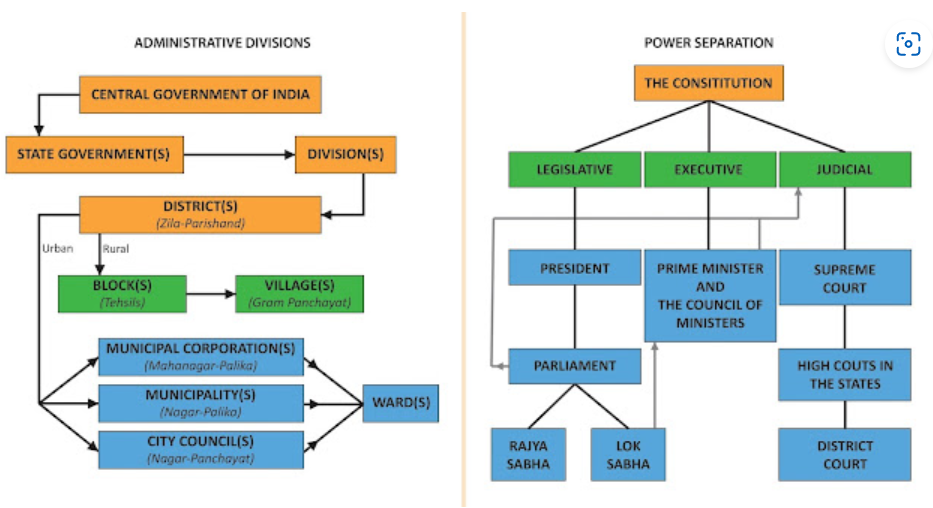 ADMINISTRATIVE DIVISIONS
CENTRAL GOVERNMENT OF INDIA
STATE GOVERNMENT(S)
DIVISION(S)
DISTRICT(S)
(Zila-Parishand)
Urban
Rural
BLOCK(S)
(Tehsils)
VILLAGE(S)
(Gram Panchayat)
MUNICIPAL CORPORATION(S)
(Mahanagar-Palika)
MUNICIPALITY(S)
(Nagar-Palika)
WARD(S)
CITY COUNCIL(S)
(Nagar-Panchayat)
POWER SEPARATION
THE CONSITITUTION
LEGISLATIVE
EXECUTIVE
JUDICIAL
PRESIDENT
PRIME MINISTER
AND
THE COUNCIL OF
MINISTERS
SUPREME
COURT
PARLIAMENT
HIGH COUTS IN
THE STATES
RAJYA
SABHA
LOK
SABHA
DISTRICT
COURT